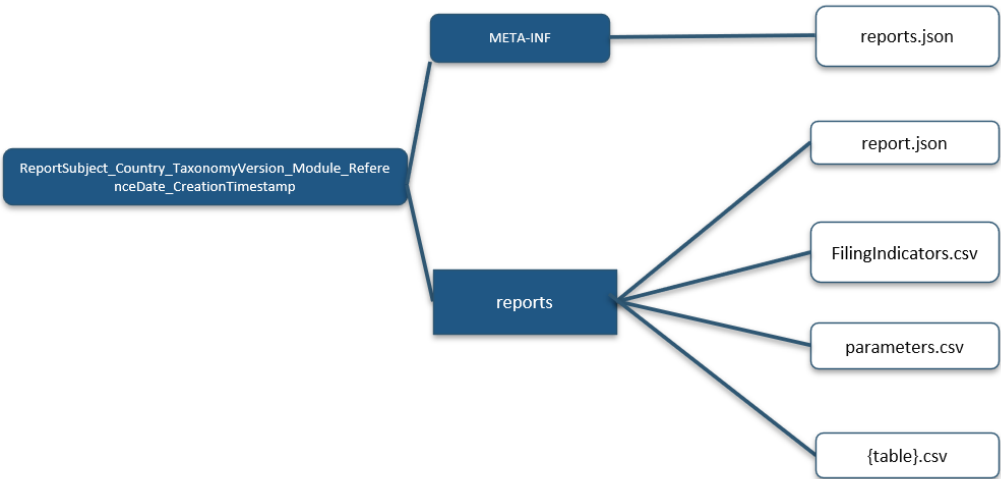 META-INF
reports.json
ReportSubject_Country_TaxonomyVersion_Module_Refere
nceDate_CreationTimestamp
report.json
FilingIndicators.csv
reports
parameters.csv
{table}.csv